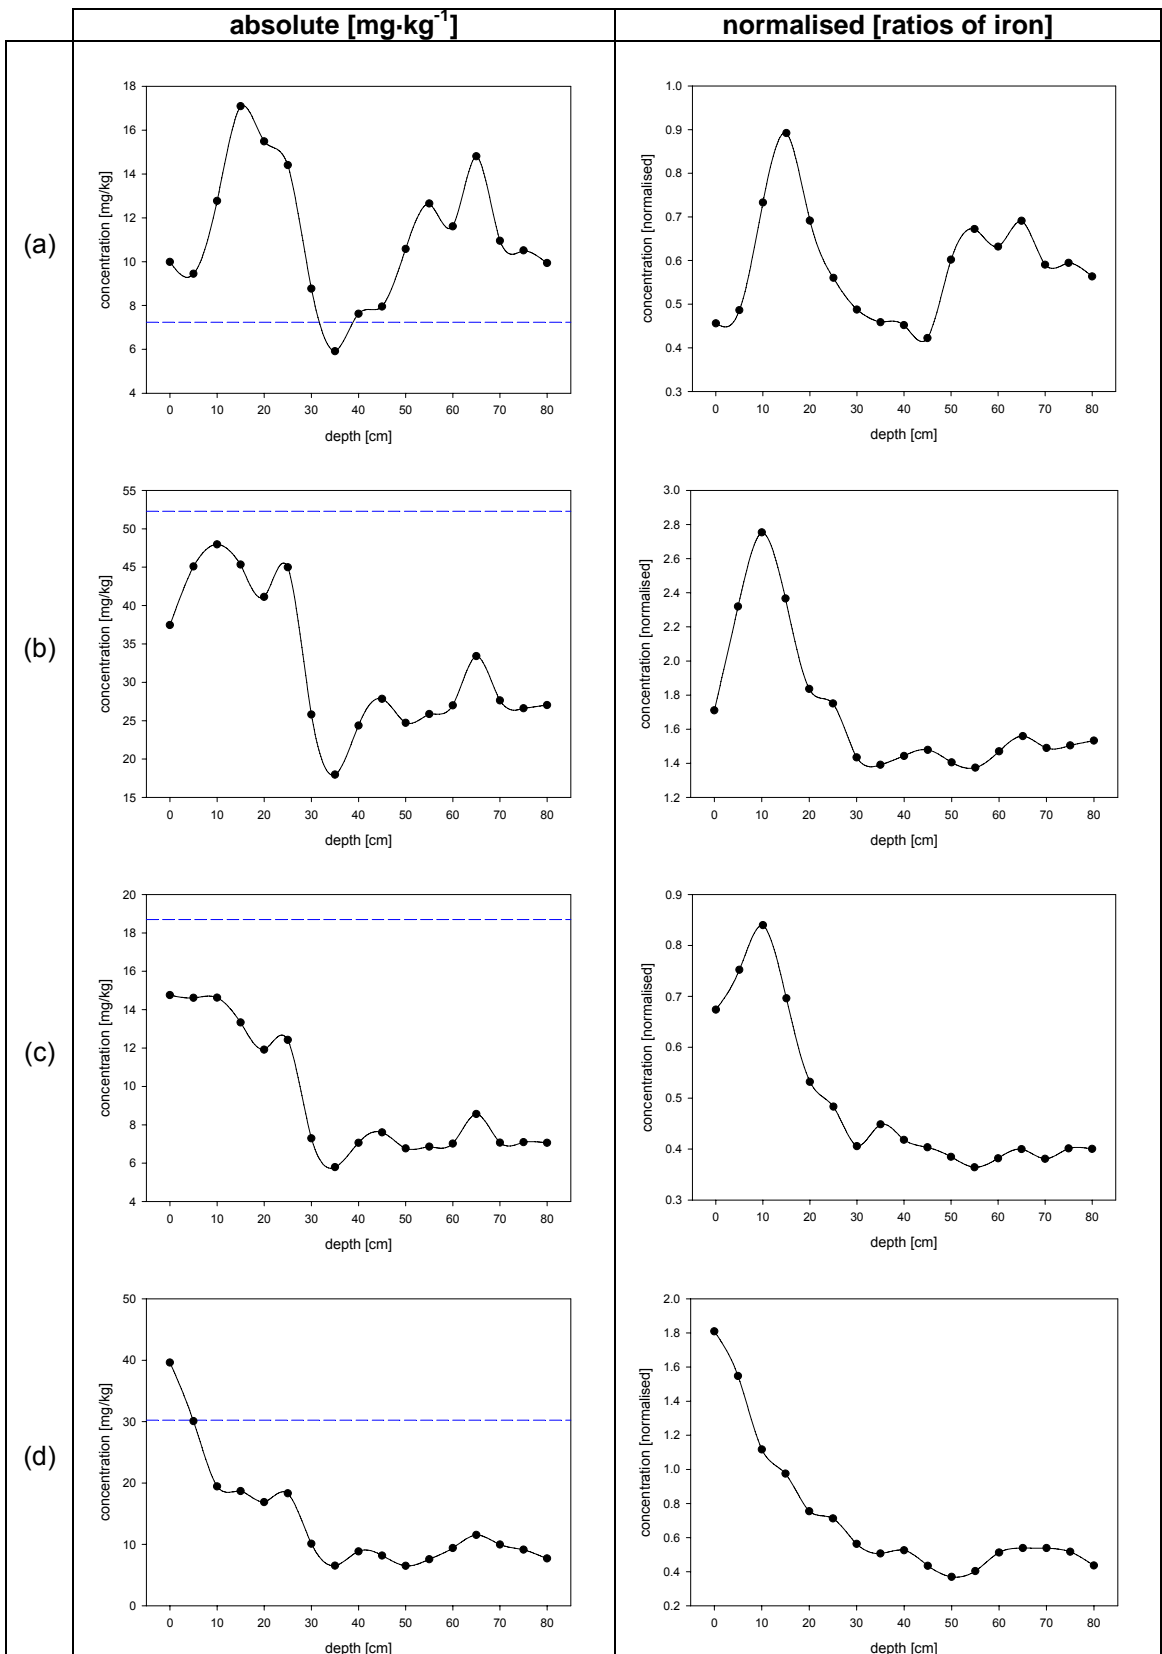 absolute [mg·kg-1] normalised [ratios of iron]
(a)
concentration [mg/kg]
18
16
14
12
10
8
6
4
0 10 20 30 40 50 60 70 80
depth [cm]
concentration [normalised]
1.0
0.9
0.8
0.7
0.6
0.5
0.4
0.3
0 10 20 30 40 50 60 70 80
depth [cm]
(b)
concentration [mg/kg]
55
50
45
40
35
30
25
20
15
0 10 20 30 40 50 60 70 80
depth [cm]
concentration [normalised]
3.0
2.8
2.6
2.4
2.2
2.0
1.8
1.6
1.4
1.2
0 10 20 30 40 50 60 70 80
depth [cm]
(c)
concentration [mg/kg]
20
18
16
14
12
10
8
6
4
0 10 20 30 40 50 60 70 80
depth [cm]
concentration [normalised]
0.9
0.8
0.7
0.6
0.5
0.4
0.3
0 10 20 30 40 50 60 70 80
depth [cm]
(d)
concentration [mg/kg]
50
40
30
20
10
0
0 10 20 30 40 50 60 70 80
depth [cm]
concentration [normalised]
2.0
1.8
1.6
1.4
1.2
1.0
0.8
0.6
0.4
0.2
0 10 20 30 40 50 60 70 80
depth [cm]